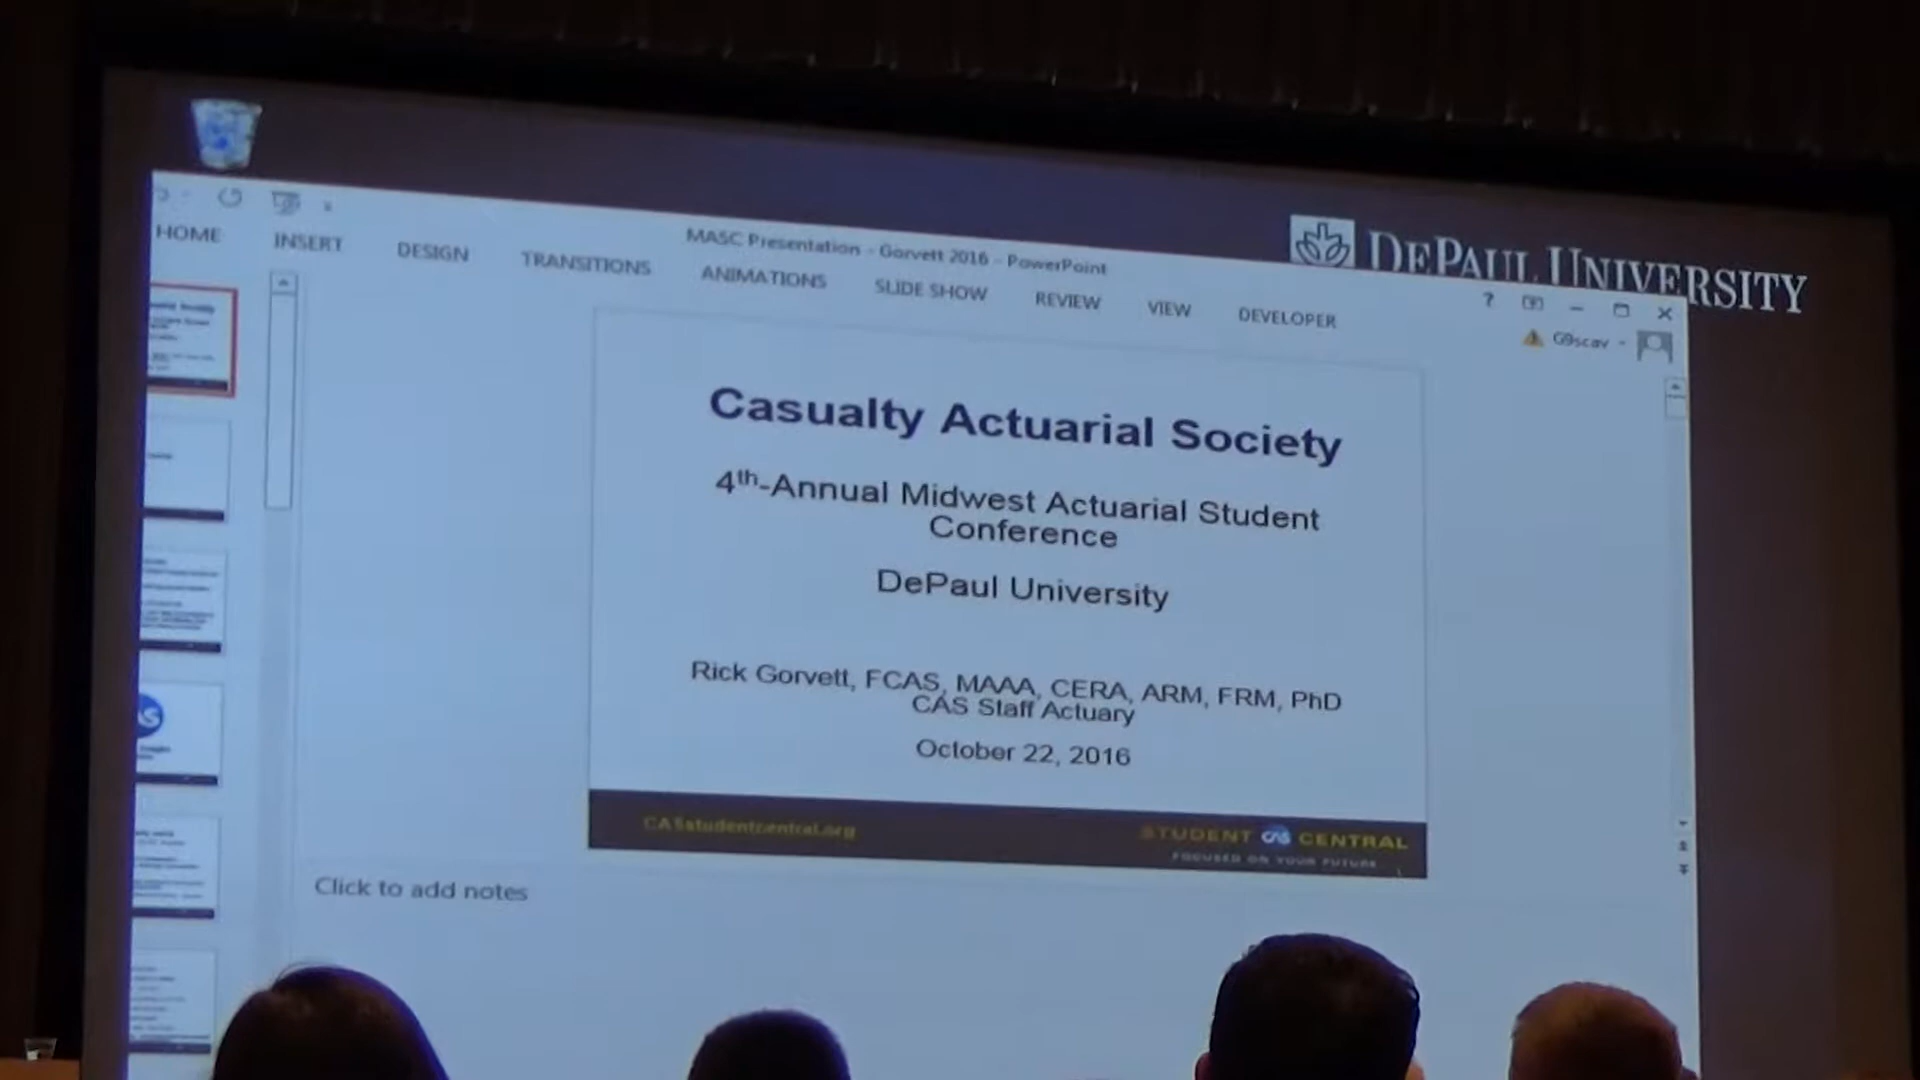 DEPAUL UNIVERSITY
MASC Presentation - Gorvett 2016 - PowerPoint
HOME INSERT DESIGN TRANSITIONS ANIMATIONS SLIDE SHOW REVIEW VIEW DEVELOPER
?
G9scav
Casualty Actuarial Society
4th-Annual Midwest Actuarial Student
Conference
DePaul University
Rick Gorvett, FCAS, MAAA, CERA, ARM, FRM, PhD
CAS Staff Actuary
October 22, 2016
CASstudentcentral.org
STUDENT CAS CENTRAL
FOCUSED ON YOUR FUTURE
Click to add notes